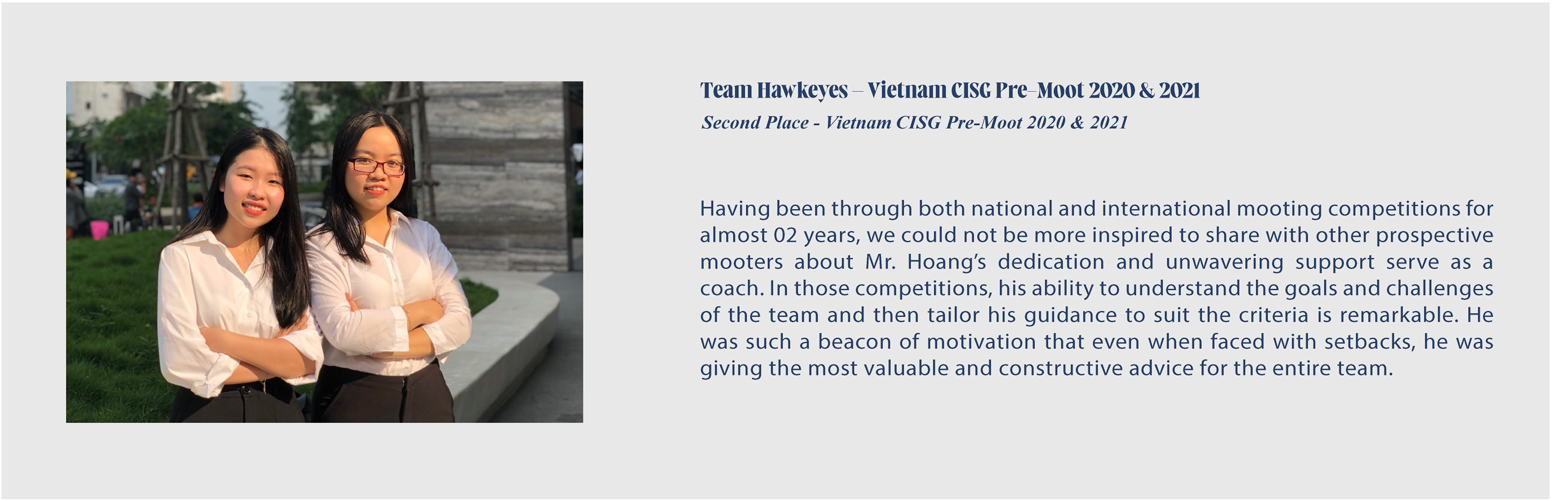 Team Hawkeyes – Vietnam CISG Pre–Moot 2020 & 2021
Second Place - Vietnam CISG Pre-Moot 2020 & 2021
Having been through both national and international mooting competitions for
almost 02 years, we could not be more inspired to share with other prospective
mooters about Mr. Hoang’s dedication and unwavering support serve as a
coach. In those competitions, his ability to understand the goals and challenges
of the team and then tailor his guidance to suit the criteria is remarkable. He
was such a beacon of motivation that even when faced with setbacks, he was
giving the most valuable and constructive advice for the entire team.